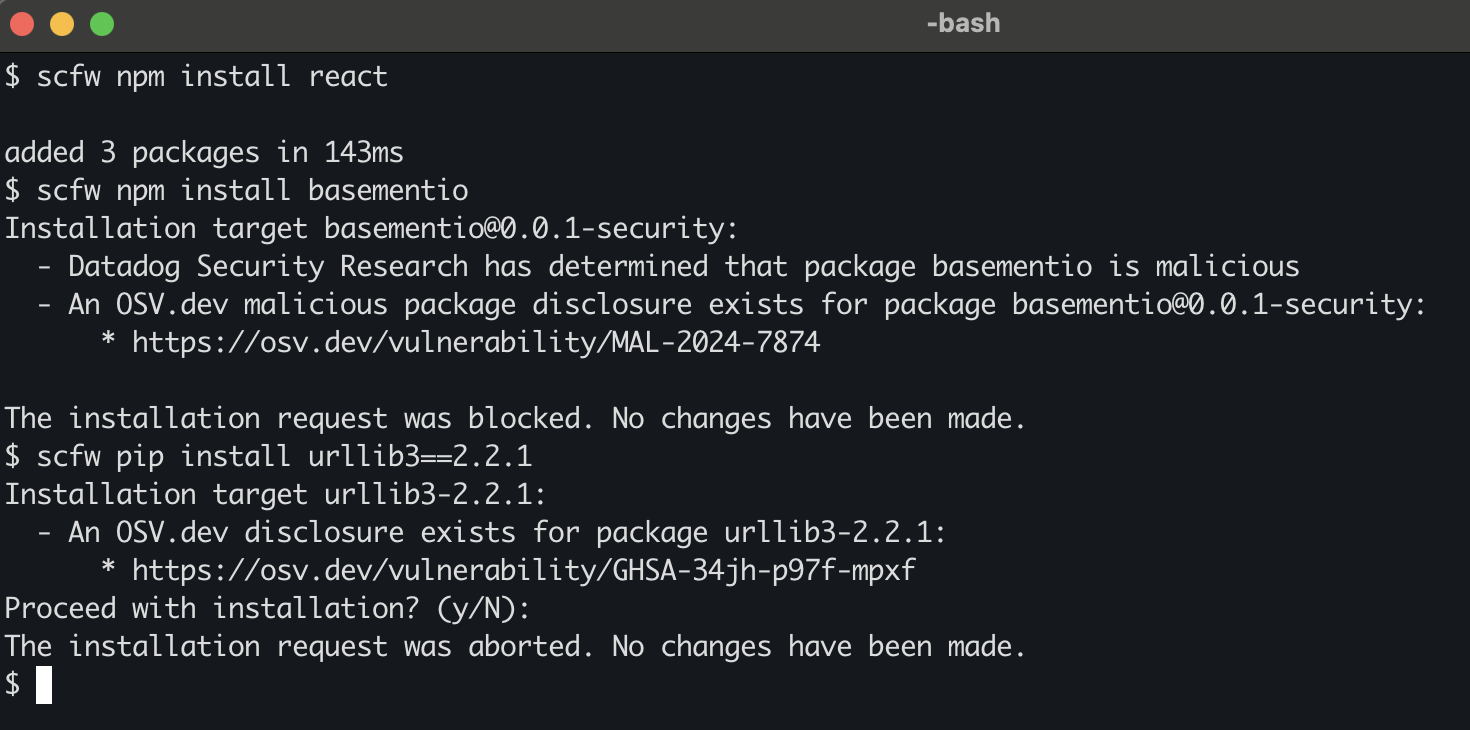 -bash
$ scfw npm install react
added 3 packages in 143ms
$ scfw npm install basementio
Installation target basementio@0.0.1-security:
  - Datadog Security Research has determined that package basementio is malicious
  - An OSV.dev malicious package disclosure exists for package basementio@0.0.1-security:
      * https://osv.dev/vulnerability/MAL-2024-7874
The installation request was blocked. No changes have been made.
$ scfw pip install urllib3==2.2.1
Installation target urllib3-2.2.1:
  - An OSV.dev disclosure exists for package urllib3-2.2.1:
      * https://osv.dev/vulnerability/GHSA-34jh-p97f-mpxf
Proceed with installation? (y/N):
The installation request was aborted. No changes have been made.
$